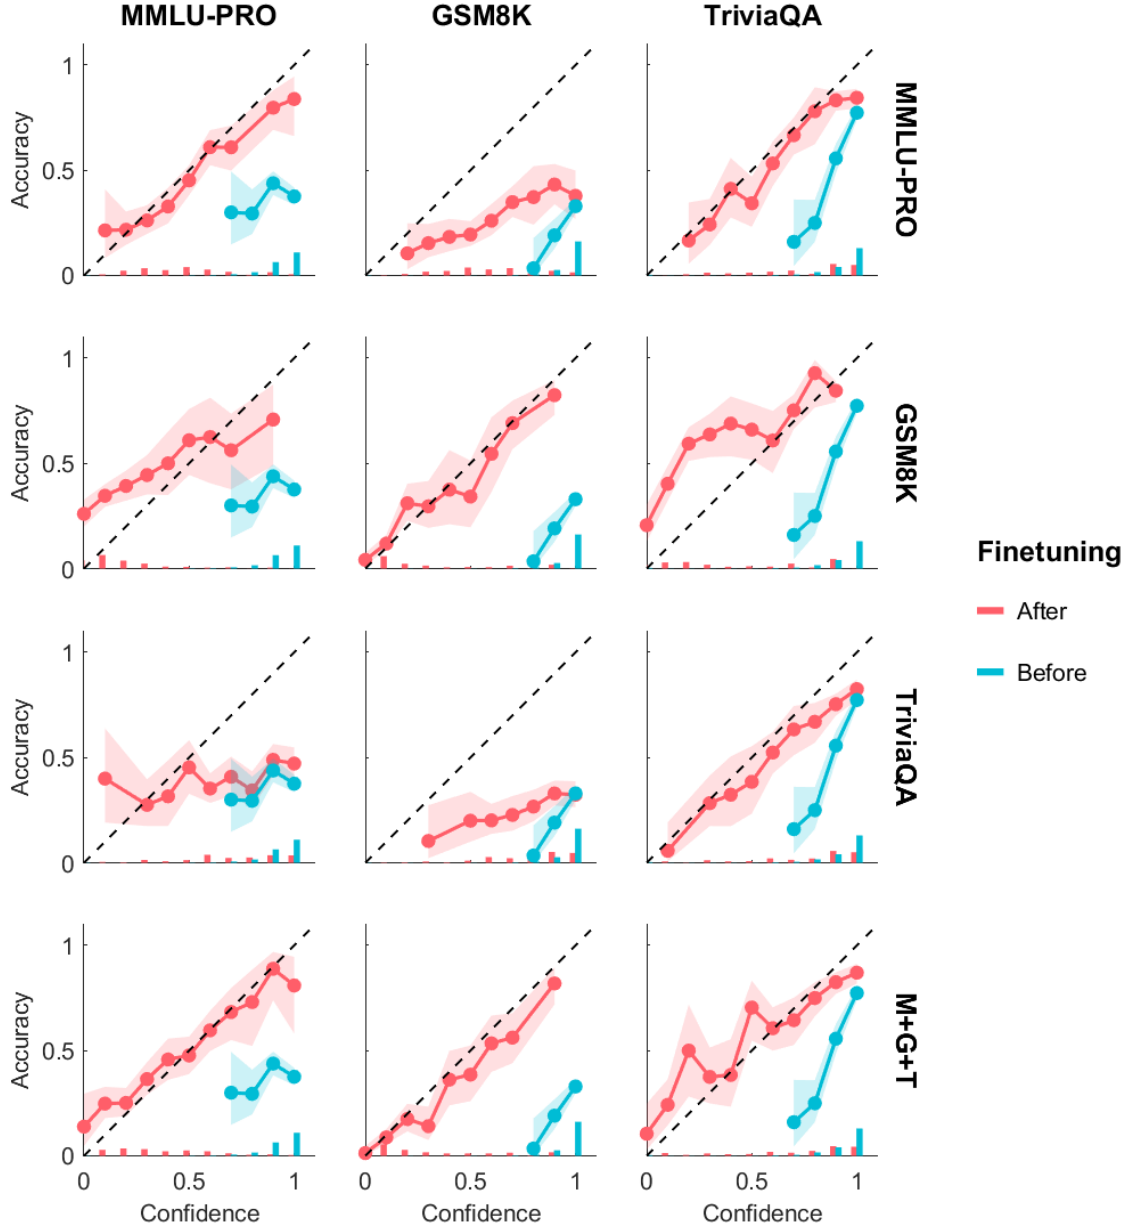 MMLU-PRO GSM8K TriviaQA
1
0.5
0
Accuracy
MMLU-PRO
1
0.5
0
Accuracy
GSM8K
Finetuning
After
Before
1
0.5
0
Accuracy
TriviaQA
1
0.5
0
Accuracy
M+G+T
0 0.5 1 0 0.5 1 0 0.5 1
Confidence Confidence Confidence